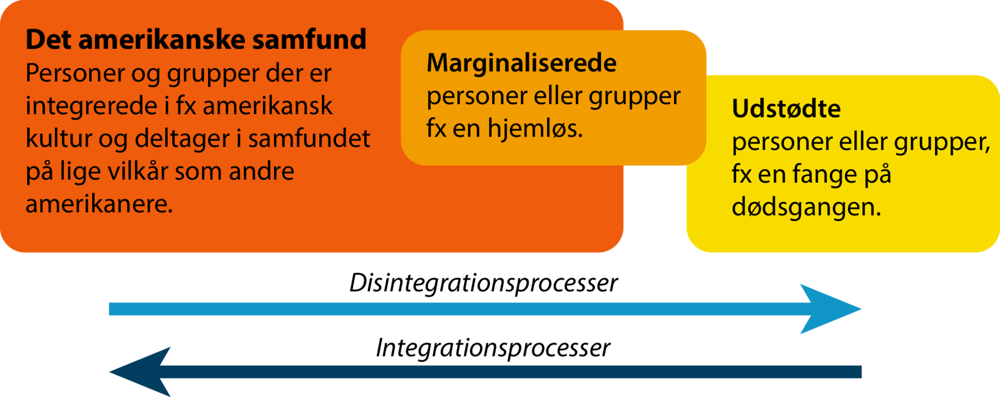 Det amerikanske samfund
Personer og grupper der er
integrerede i fx amerikansk
kultur og deltager i samfundet
på lige vilkår som andre
amerikanere.
Marginaliserede
personer eller grupper
fx en hjemløs.
Udstødte
personer eller grupper,
fx en fange på
dødsgangen.
Disintegrationsprocesser
Integrationsprocesser